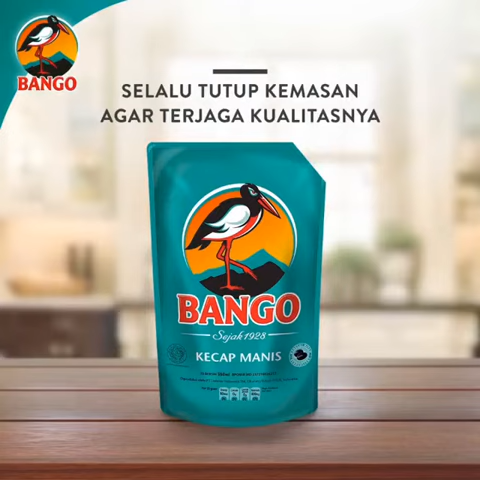 BANGO
SELALU TUTUP KEMASAN
AGAR TERJAGA KUALITASNYA
BANGO
Sejak 1928
KECAP MANIS